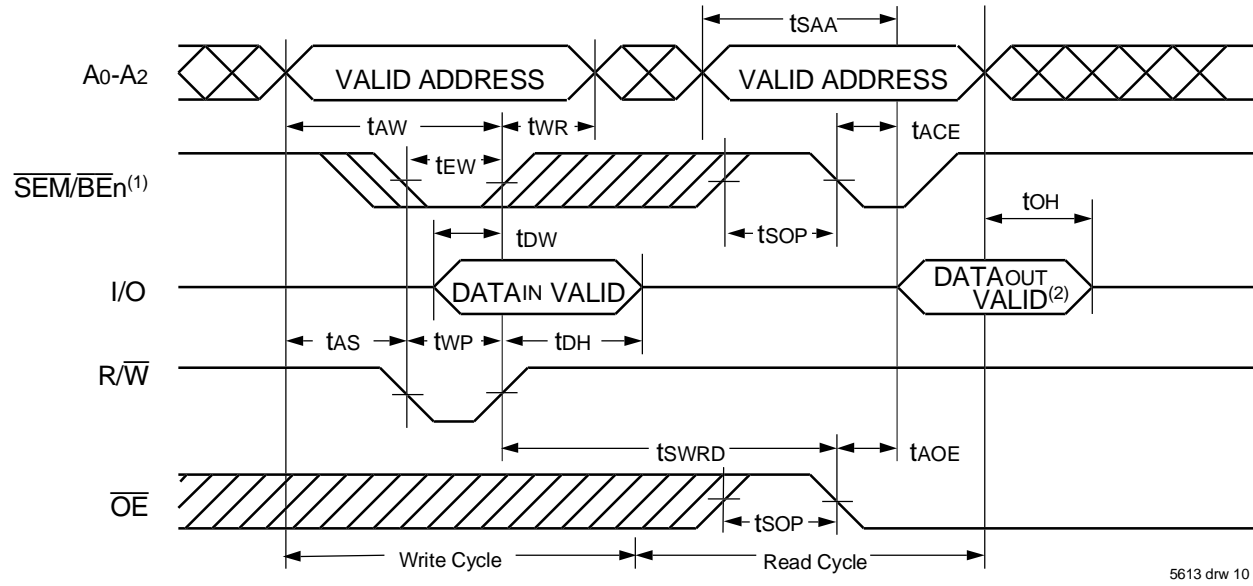 tSAA
A0-A2
VALID ADDRESS
VALID ADDRESS
tAW
tWR
tACE
tEW
SEM/BEn(1)
tOH
tDW
tSOP
I/O
DATAIN VALID
DATAOUT
VALID(2)
tAS
tWP
tDH
R/W
tSWRD
tAOE
OE
tSOP
Write Cycle
Read Cycle
5613 drw 10